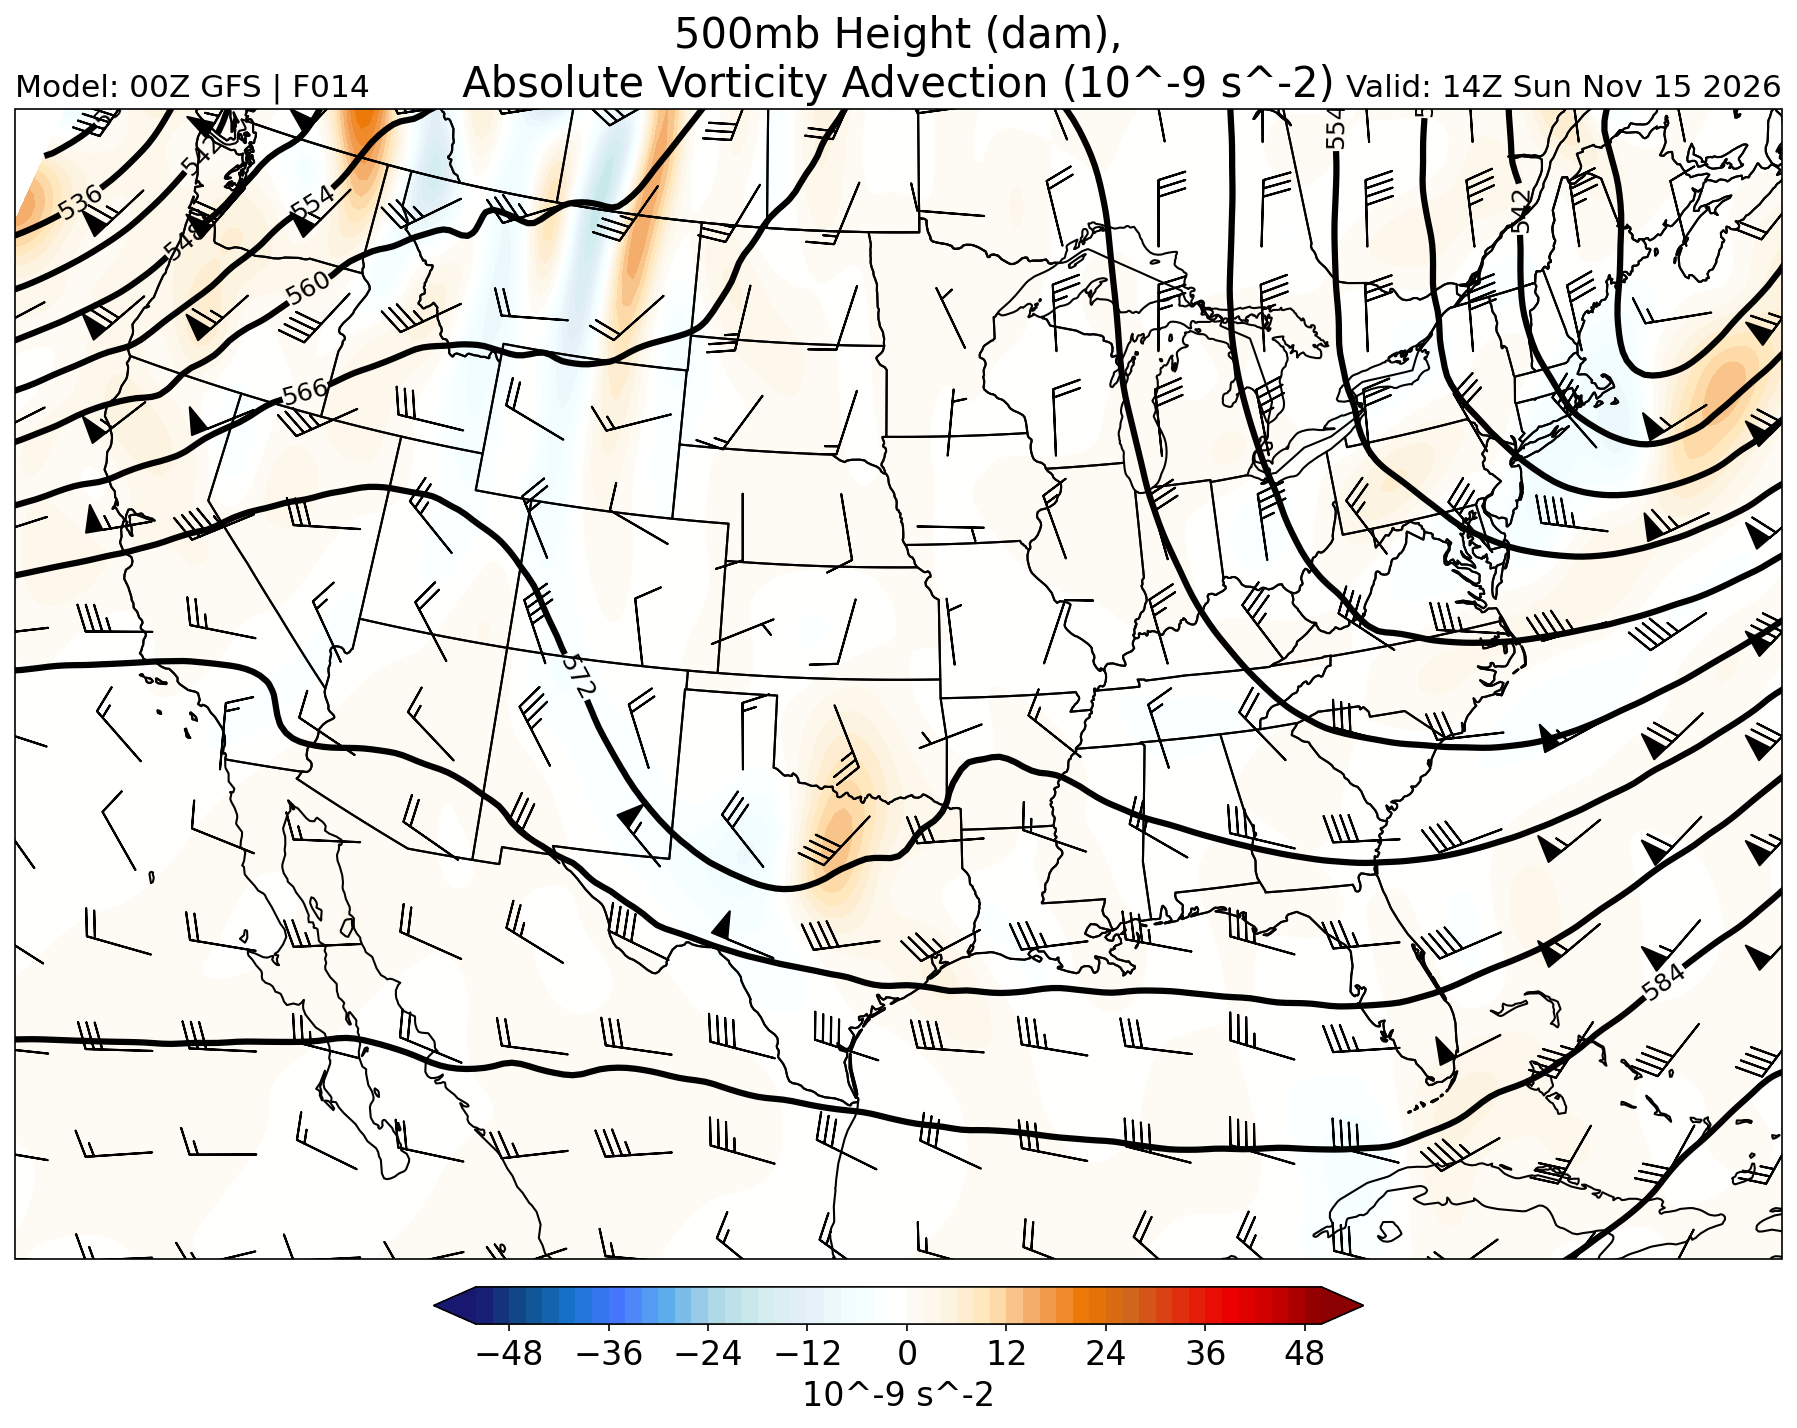 500mb Height (dam),
Model: 00Z GFS | F014
Absolute Vorticity Advection (10^-9 s^-2)
Valid: 14Z Sun Nov 15 2026
554
542
536
554
542
548
560
566
572
584
−48 −36 −24 −12 0 12 24 36 48
10^-9 s^-2